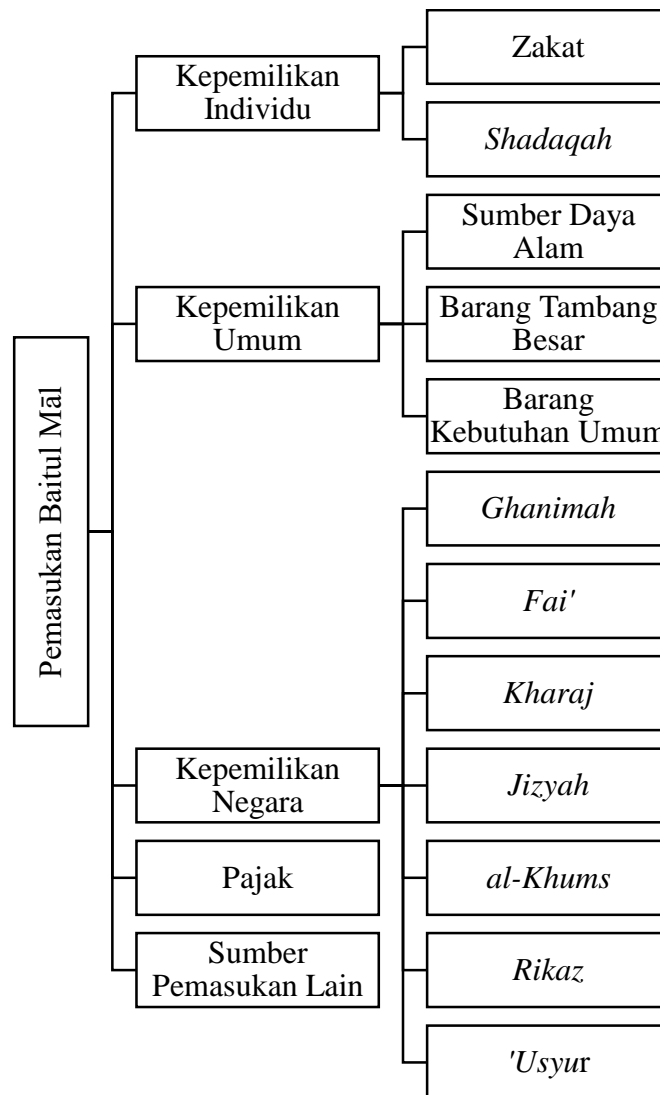 Pemasukan Baitul Māl
Kepemilikan
Individu
Zakat
Shadaqah
Kepemilikan
Umum
Sumber Daya
Alam
Barang Tambang
Besar
Barang
Kebutuhan Umum
Kepemilikan
Negara
Ghanimah
Fai'
Kharaj
Jizyah
al-Khums
Rikaz
'Usyur
Pajak
Sumber
Pemasukan Lain